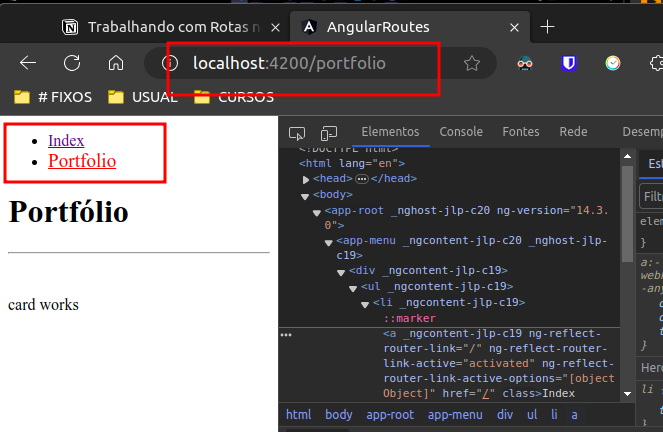 Trabalhando com Rotas n
AngularRoutes
localhost:4200/portfolio
# FIXOS
USUAL
CURSOS
Index
Portfolio
Portfólio
card works
Elementos
Console
Fontes
Rede
Desemp
<!DOCTYPE html>
<html lang="en">
<head>
</head>
<body>
<app-root _nghost-jlp-c20 ng-version="14.3.
0">
<app-menu _ngcontent-jlp-c20 _nghost-jlp-
c19>
<div _ngcontent-jlp-c19>
<ul _ngcontent-jlp-c19>
<li _ngcontent-jlp-c19>
::marker
<a _ngcontent-jlp-c19 ng-reflect-
router-link="/" ng-reflect-router-
link-active="activated" ng-reflect-
router-link-active-options="[object
Object]" href="/" class>Index
html
body
app-root
app-menu
div
ul
li
a
Est
Filtr
elem
}
a:-
web
-any
}
Herd
li